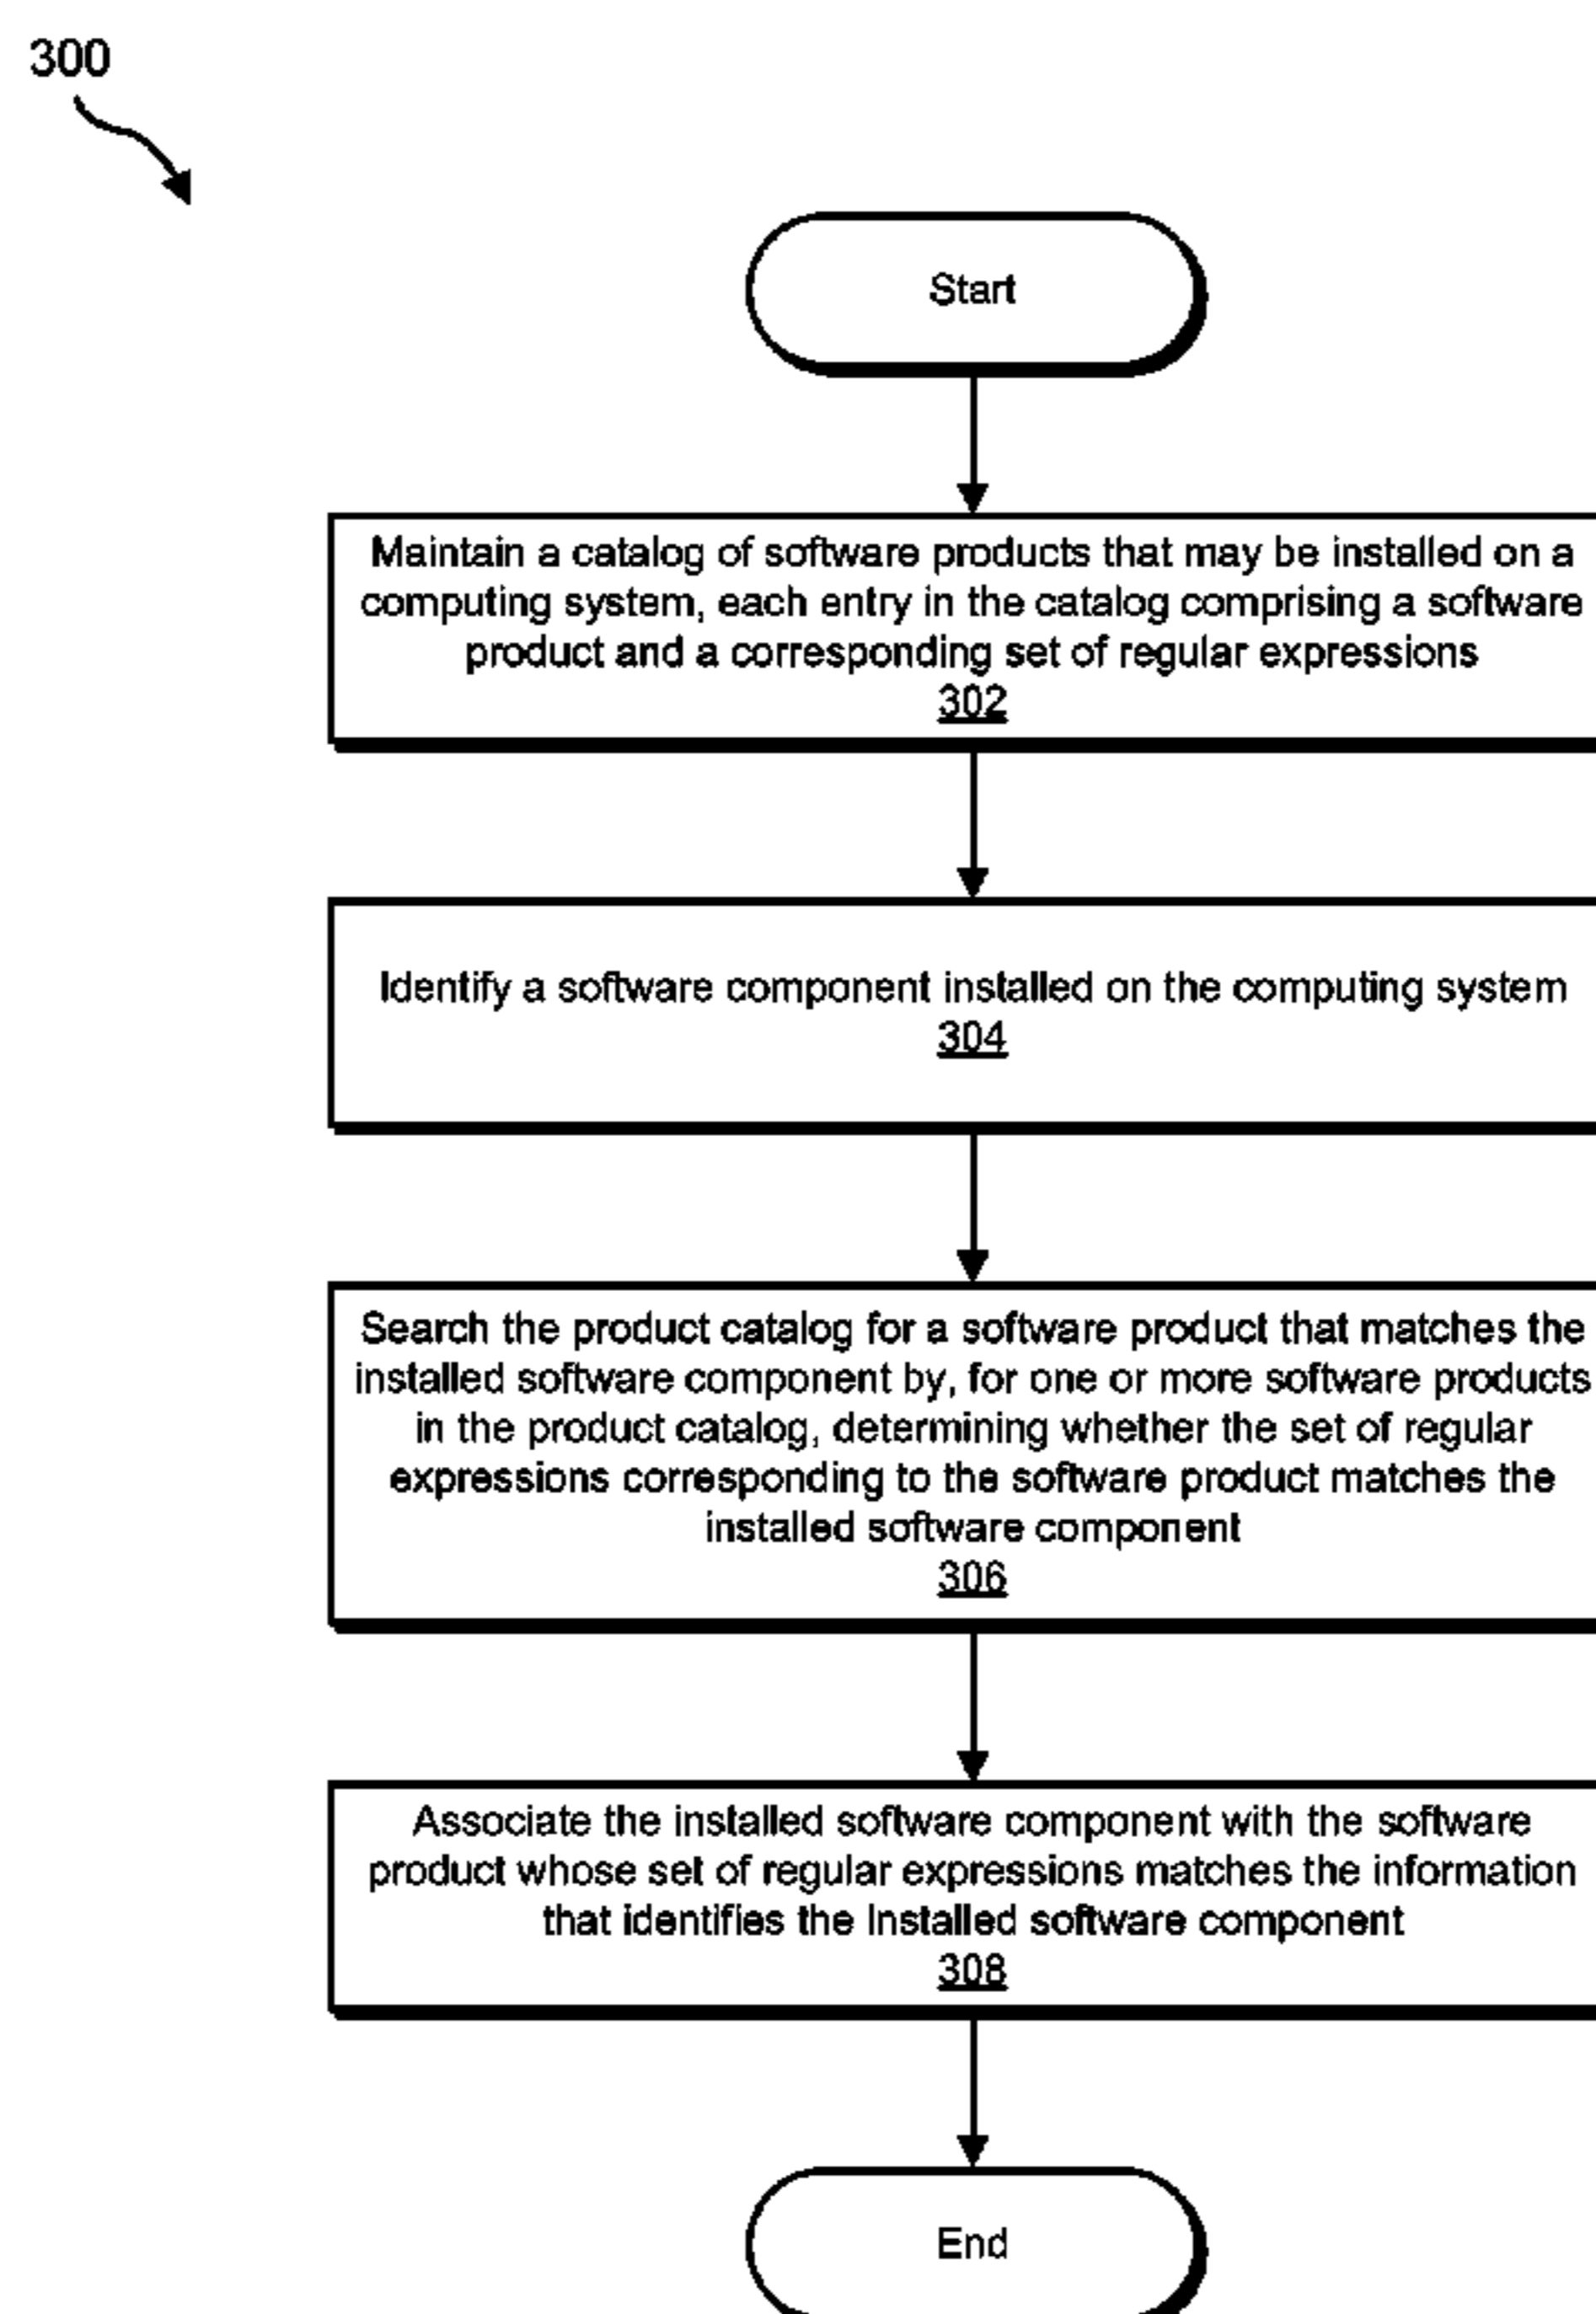 300
Start
Maintain a catalog of software products that may be installed on a
computing system, each entry in the catalog comprising a software
product and a corresponding set of regular expressions
302
Identify a software component installed on the computing system
304
Search the product catalog for a software product that matches the
installed software component by, for one or more software products
in the product catalog, determining whether the set of regular
expressions corresponding to the software product matches the
installed software component
306
Associate the installed software component with the software
product whose set of regular expressions matches the information
that identifies the installed software component
308
End